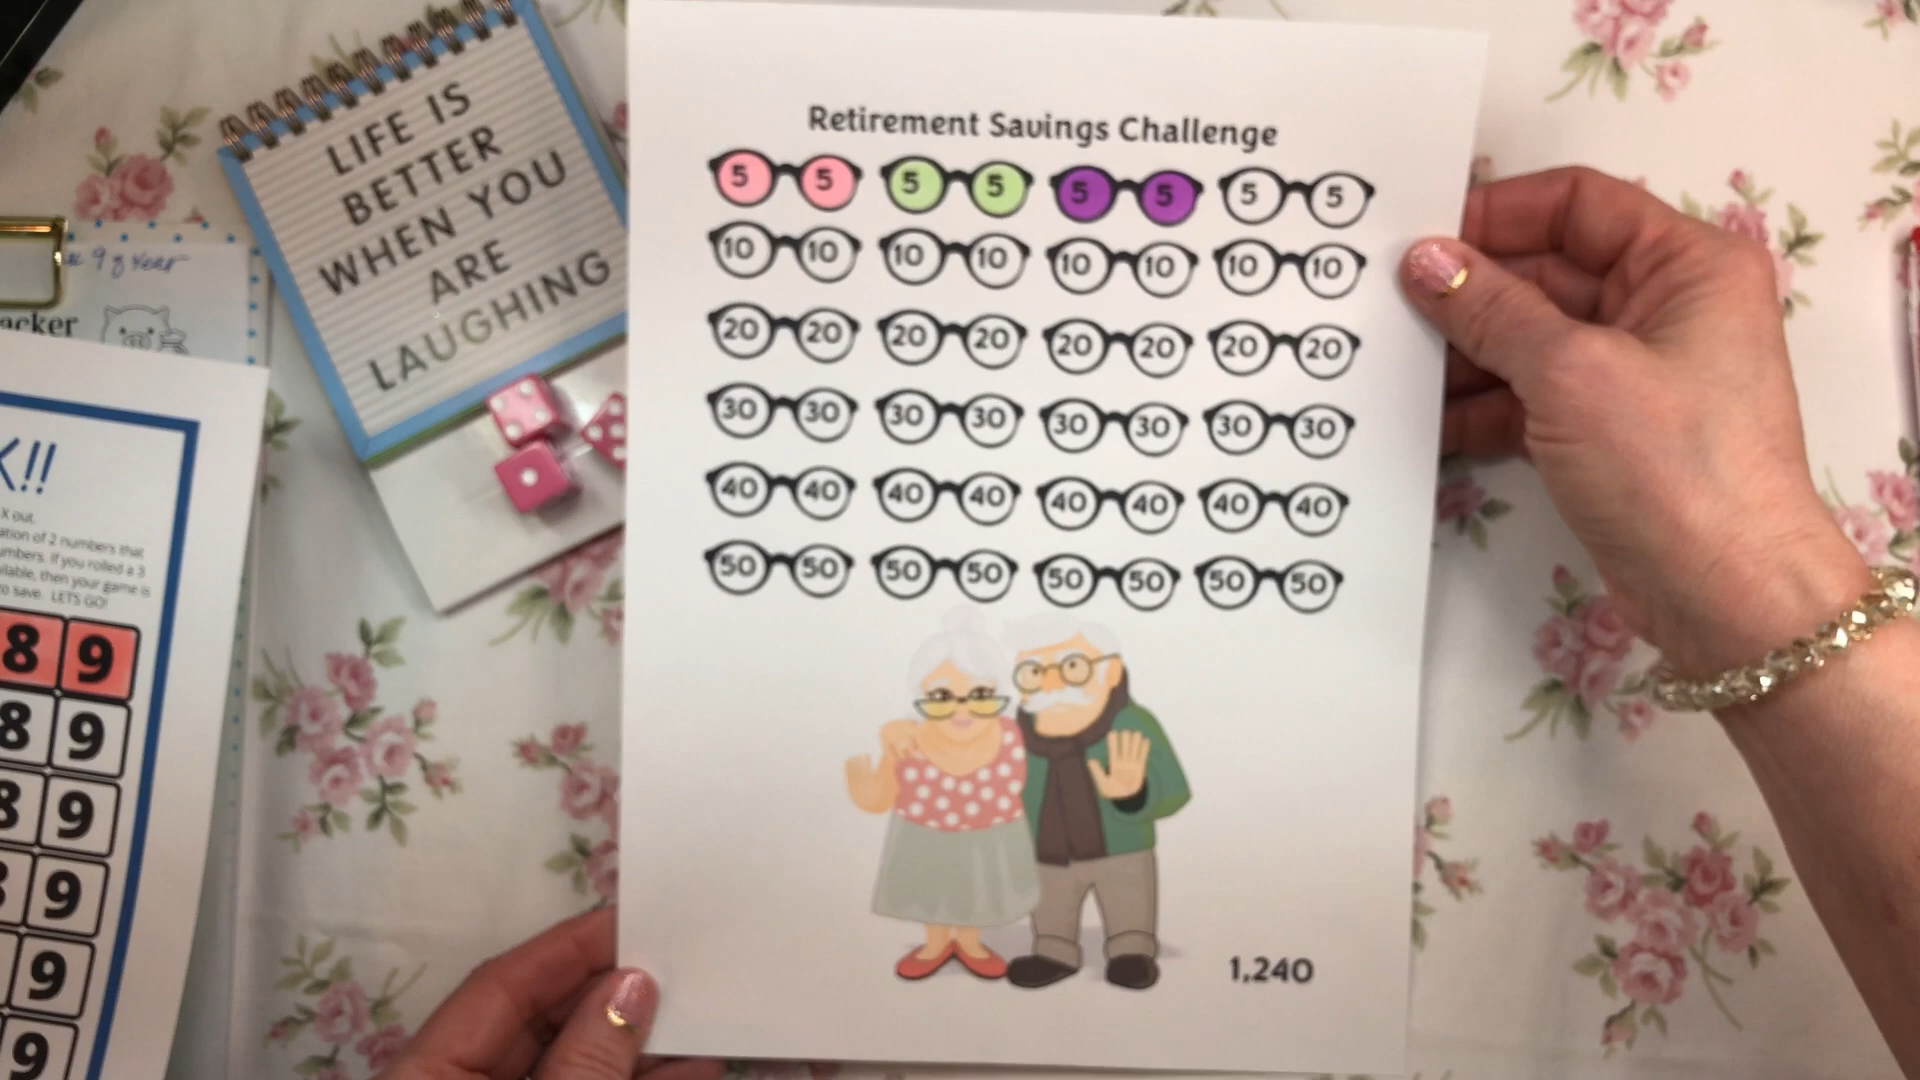 LIFE IS
BETTER
WHEN YOU
ARE
LAUGHING
Retirement Savings Challenge
5 5 5 5 5 5 5 5
10 10 10 10 10 10 10 10
20 20 20 20 20 20 20 20
30 30 30 30 30 30 30 30
40 40 40 40 40 40 40 40
50 50 50 50 50 50 50 50
1,240
acker
!!
X out.
ation of 2 numbers that
umbers. If you rolled a 3
ilable, then your game is
to save. LETS GO!
8 9
8 9
8 9
9
9
9